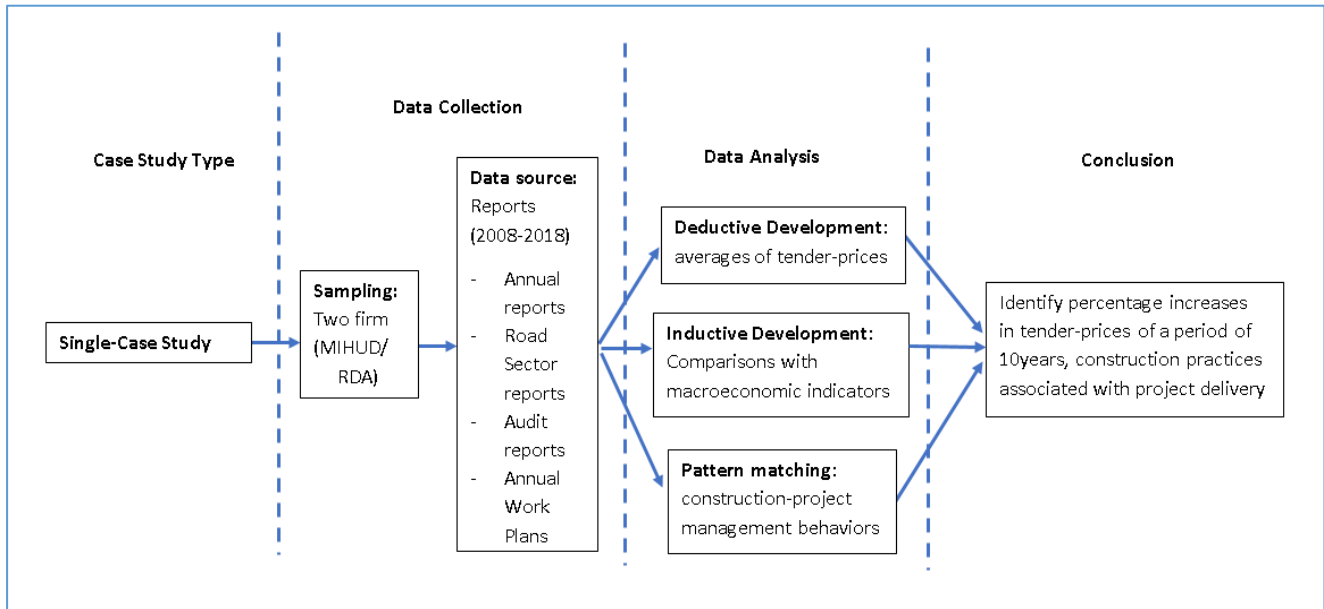 Case Study Type
Single-Case Study
Data Collection
Sampling:
Two firm
(MIHUD/
RDA)
Data source:
Reports
(2008-2018)
- Annual
reports
- Road
Sector
reports
- Audit
reports
- Annual
Work
Plans
Data Analysis
Deductive Development:
averages of tender-prices
Inductive Development:
Comparisons with
macroeconomic indicators
Pattern matching:
construction-project
management behaviors
Conclusion
Identify percentage increases
in tender-prices of a period of
10years, construction practices
associated with project delivery